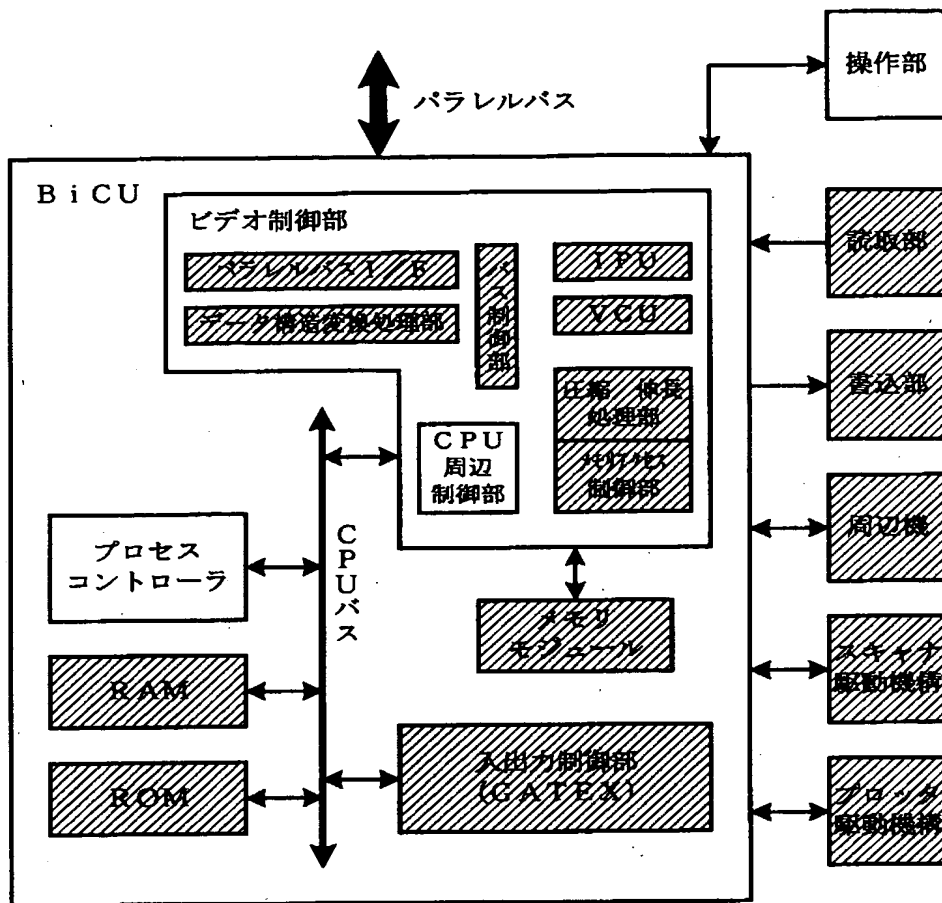 操作部
パラレルバス
BiCU
ビデオ制御部
読取部
パラレルバスI/F
バス制御部
IPU
データ構造変換処理部
VCU
書込部
圧縮/伸長
処理部
CPU
周辺
制御部
メモリアクセス
制御部
周辺機
プロセス
コントローラ
CPUバス
メモリ
モジュール
スキャナ
駆動機構
RAM
入出力制御部
(GATEX)
ROM
プロッタ
駆動機構